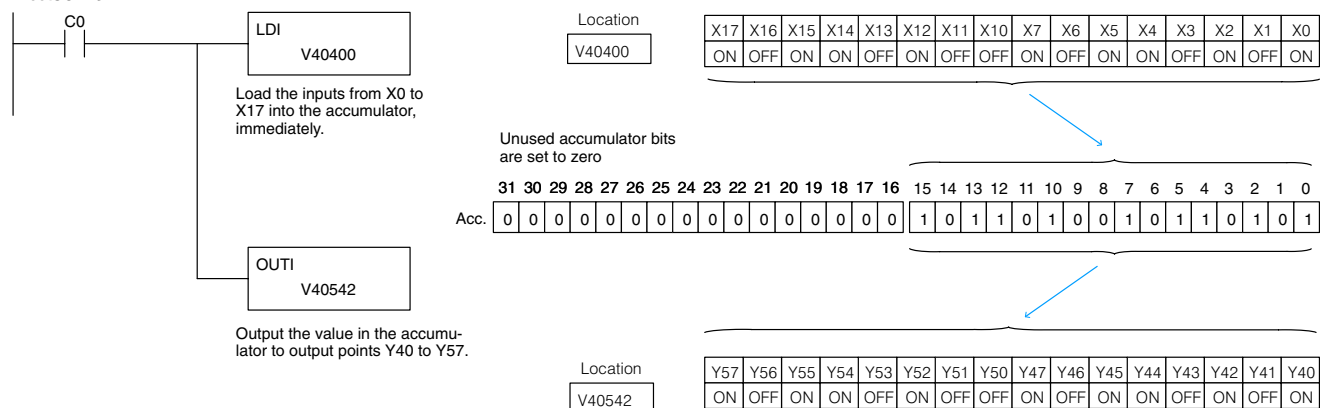 C0
LDI
V40400
Load the inputs from X0 to
X17 into the accumulator,
immediately.
Location
V40400
X17 X16 X15 X14 X13 X12 X11 X10 X7 X6 X5 X4 X3 X2 X1 X0
ON OFF ON ON OFF ON OFF OFF ON OFF ON ON OFF ON OFF ON
Unused accumulator bits
are set to zero
31 30 29 28 27 26 25 24 23 22 21 20 19 18 17 16 15 14 13 12 11 10 9 8 7 6 5 4 3 2 1 0
Acc. 0 0 0 0 0 0 0 0 0 0 0 0 0 0 0 0 1 0 1 1 0 1 0 0 1 0 1 1 0 1 0 1
OUTI
V40542
Output the value in the accumu-
lator to output points Y40 to Y57.
Location
V40542
Y57 Y56 Y55 Y54 Y53 Y52 Y51 Y50 Y47 Y46 Y45 Y44 Y43 Y42 Y41 Y40
ON OFF ON ON OFF ON OFF OFF ON OFF ON ON OFF ON OFF ON